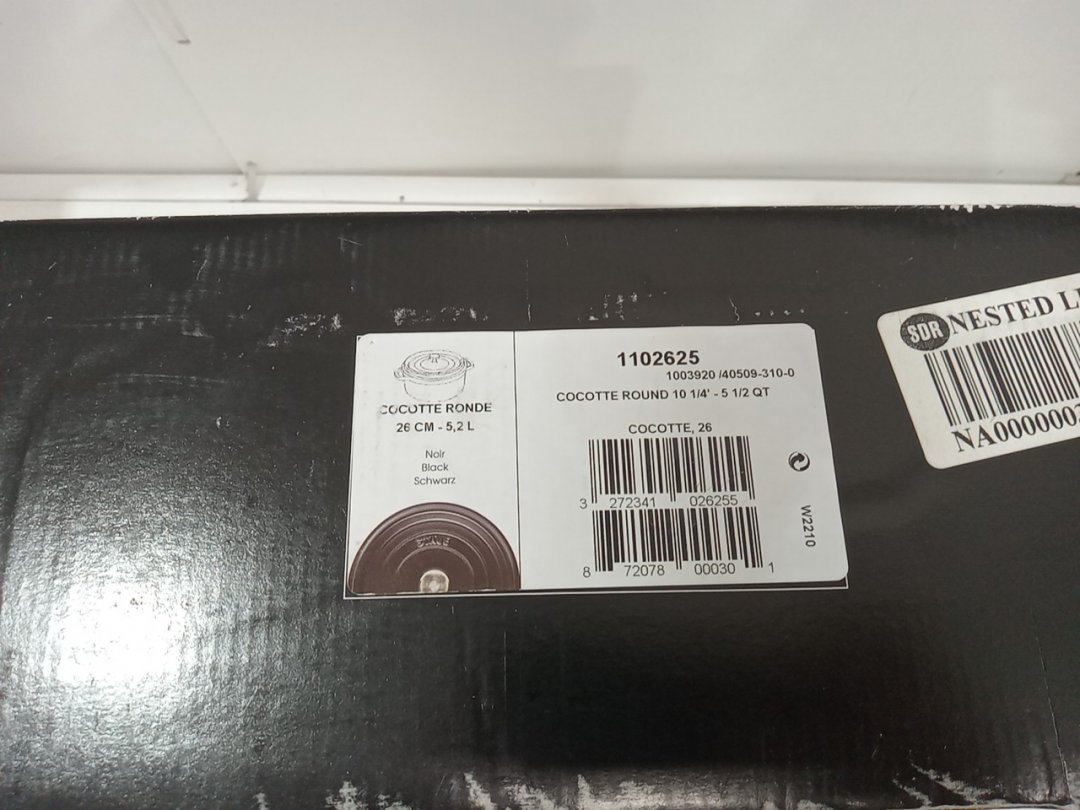 COCOTTE RONDE
26 CM - 5,2 L
Noir
Black
Schwarz
STAUB
1102625
1003920 /40509-310-0
COCOTTE ROUND 10 1/4' - 5 1/2 QT
COCOTTE, 26
3 272341 026255
8 72078 00030 1
W2210
SDR NESTED